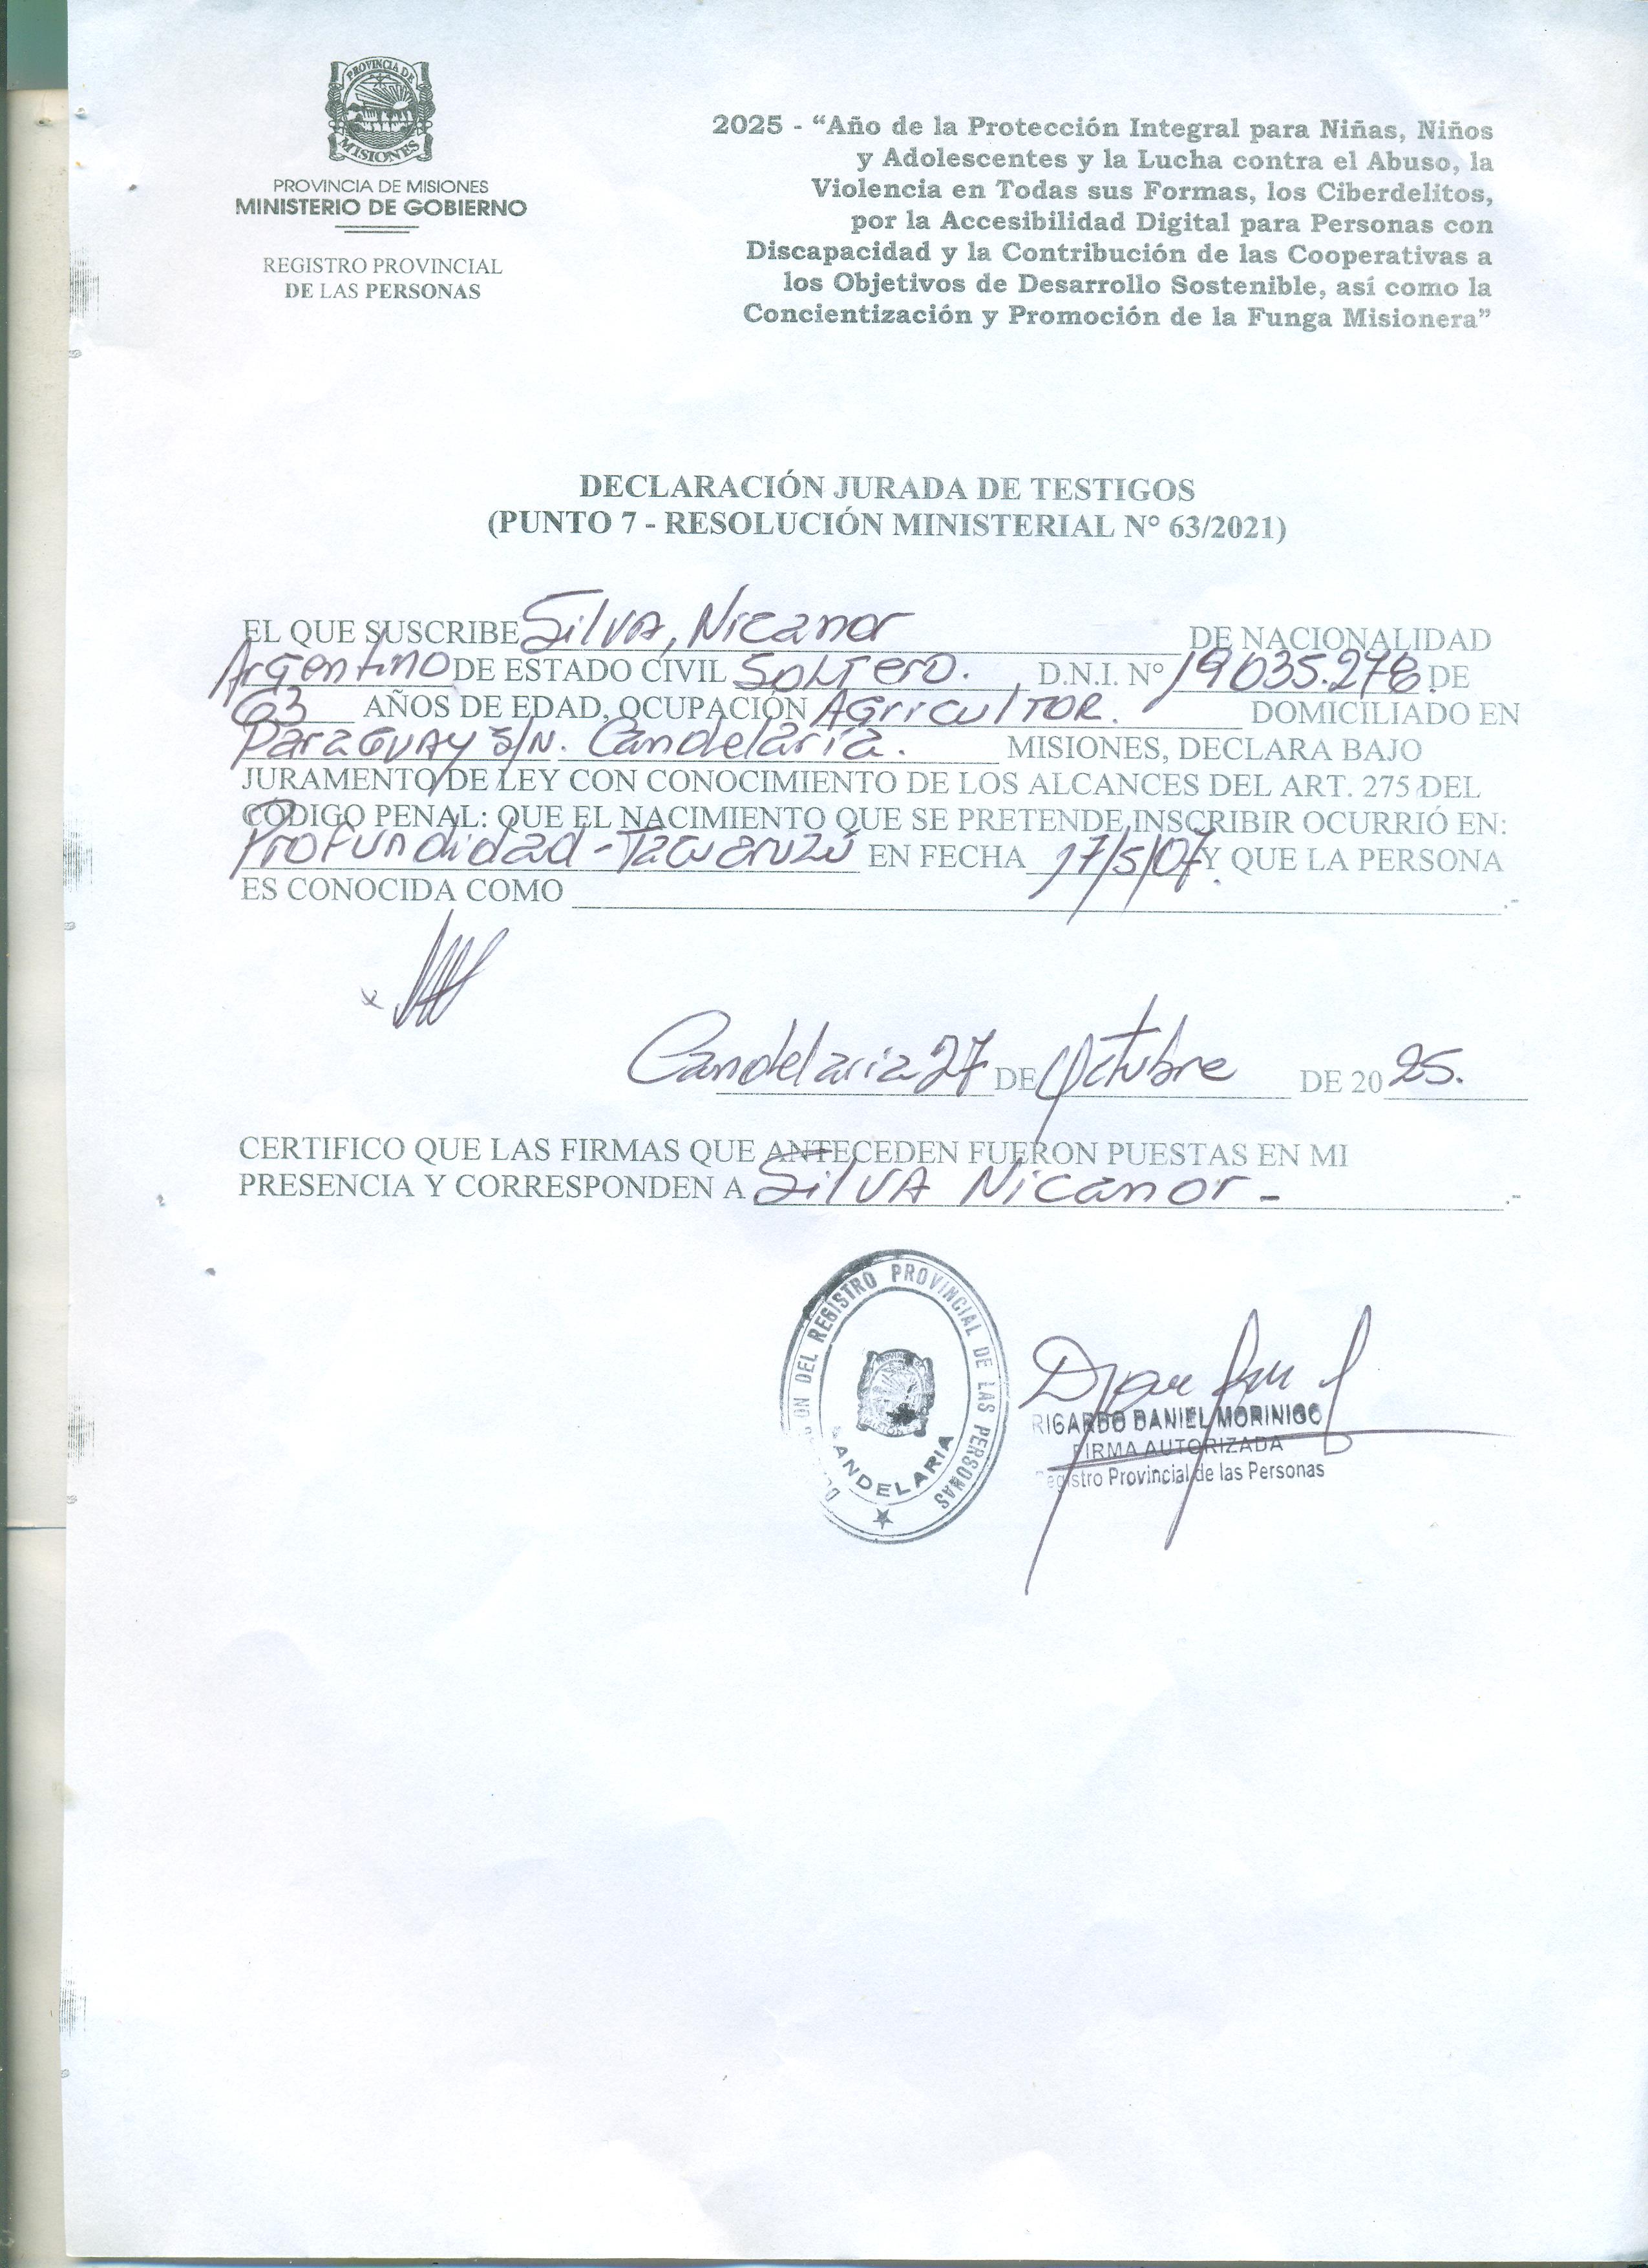 PROVINCIA DE
MISIONES
PROVINCIA DE MISIONES
MINISTERIO DE GOBIERNO
REGISTRO PROVINCIAL
DE LAS PERSONAS
2025 - “Año de la Protección Integral para Niñas, Niños
y Adolescentes y la Lucha contra el Abuso, la
Violencia en Todas sus Formas, los Ciberdelitos,
por la Accesibilidad Digital para Personas con
Discapacidad y la Contribución de las Cooperativas a
los Objetivos de Desarrollo Sostenible, así como la
Concientización y Promoción de la Funga Misionera”
DECLARACIÓN JURADA DE TESTIGOS
(PUNTO 7 - RESOLUCIÓN MINISTERIAL N° 63/2021)
EL QUE SUSCRIBE Silva, Nicanor DE NACIONALIDAD
Argentino DE ESTADO CIVIL Soltero. D.N.I. N° 19035.278. DE
63 AÑOS DE EDAD, OCUPACIÓN Agricultor. DOMICILIADO EN
Paraguay s/n. Candelaria. MISIONES, DECLARA BAJO
JURAMENTO DE LEY CON CONOCIMIENTO DE LOS ALCANCES DEL ART. 275 DEL
CODIGO PENAL: QUE EL NACIMIENTO QUE SE PRETENDE INSCRIBIR OCURRIÓ EN:
Profundidad - Tacuaruzú EN FECHA 17/5/07. Y QUE LA PERSONA
ES CONOCIDA COMO .-
Candelaria 27 DE Octubre DE 2025.
CERTIFICO QUE LAS FIRMAS QUE ANTECEDEN FUERON PUESTAS EN MI
PRESENCIA Y CORRESPONDEN A Silva Nicanor - .-
DEL REGISTRO PROVINCIAL DE LAS PERSONAS
CANDELARIA
RICARDO DANIEL MORINIGO
FIRMA AUTORIZADA
Registro Provincial de las Personas